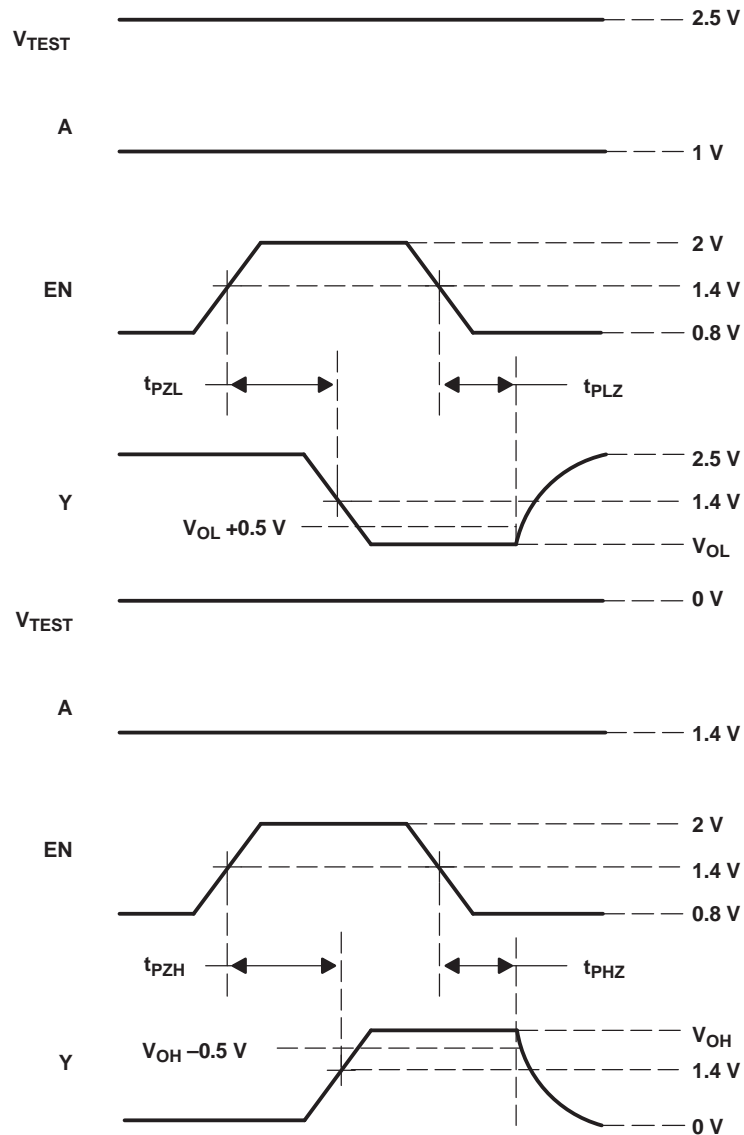 V_TEST
2.5 V
A
1 V
2 V
EN
1.4 V
0.8 V
t_PZL
t_PLZ
2.5 V
Y
1.4 V
V_OL +0.5 V
V_OL
V_TEST
0 V
A
1.4 V
2 V
EN
1.4 V
0.8 V
t_PZH
t_PHZ
V_OH
V_OH –0.5 V
Y
1.4 V
0 V